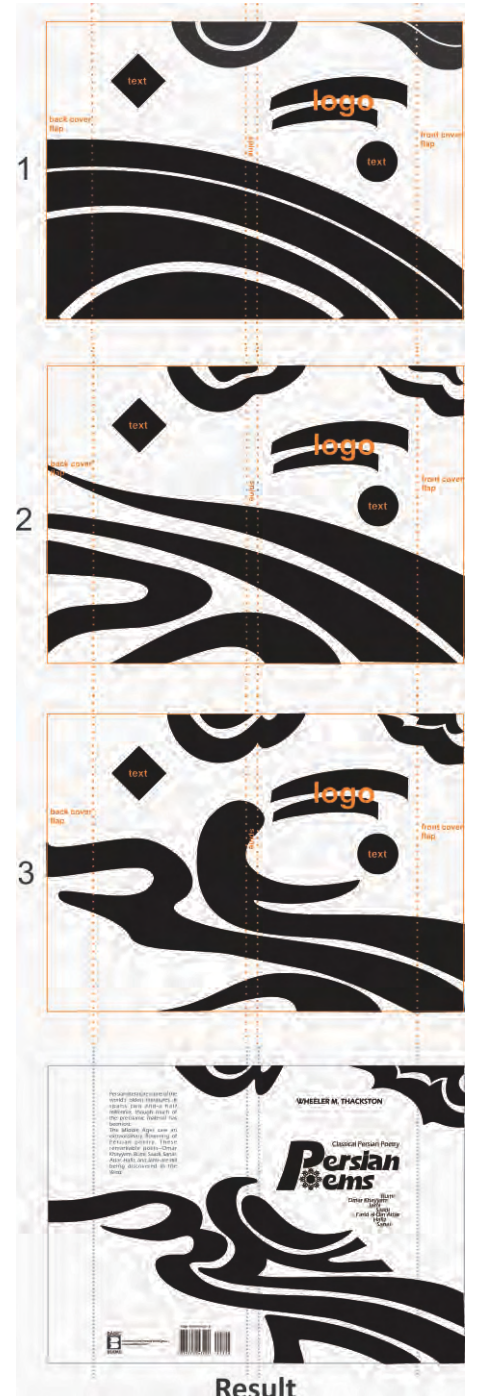 text
logo
back cover
flap
spine
front cover
flap
text
1
text
logo
back cover
flap
spine
front cover
flap
text
2
text
logo
back cover
flap
spine
front cover
flap
text
3
WHEELER M. THACKSTON
Classical Persian Poetry
Persian
Poems
Rumi
Omar Khayyam
Jami
Saadi
Farid al-Din Attar
Hafiz
Sanai
Result